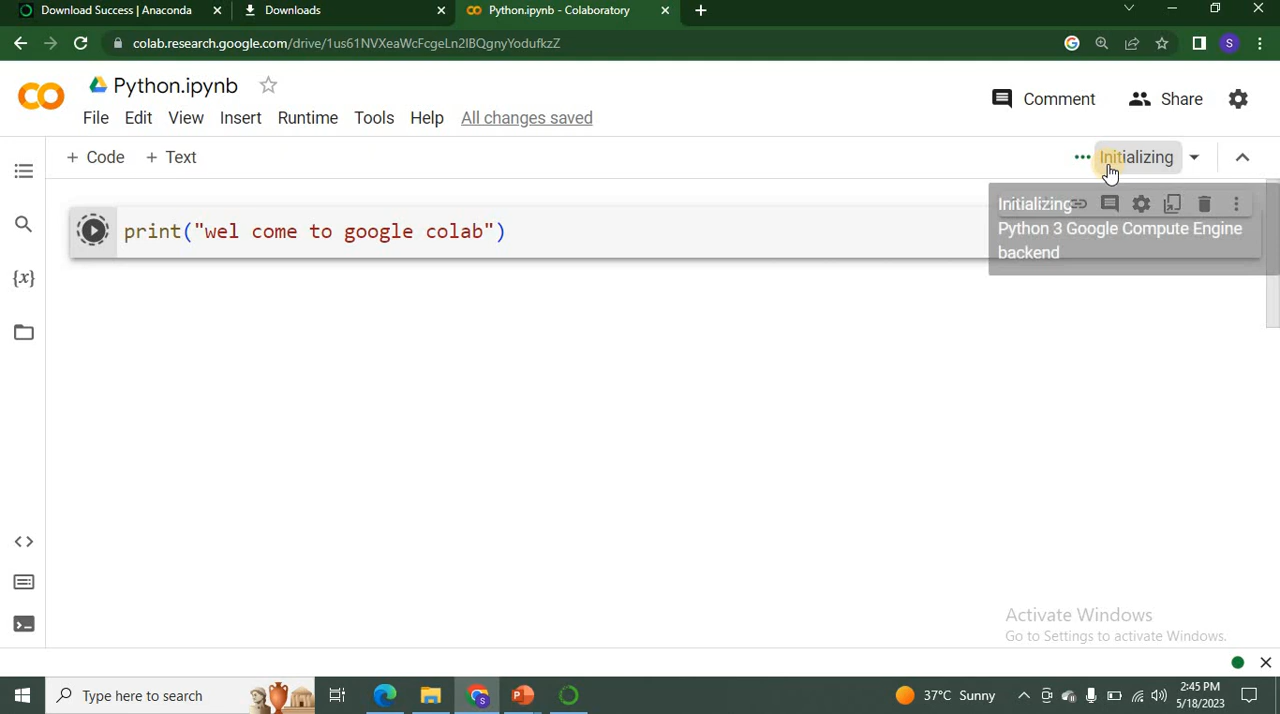 Download Success | Anaconda
Downloads
Python.ipynb - Colaboratory
colab.research.google.com/drive/1us61NVXeaWcFcgeLn2IBQgnyYodufkzZ
S
Python.ipynb
File Edit View Insert Runtime Tools Help All changes saved
Comment Share
+ Code + Text
Initializing
print("wel come to google colab")
Initializing
Python 3 Google Compute Engine
backend
{x}
Activate Windows
Go to Settings to activate Windows.
Type here to search
37°C Sunny
2:45 PM
5/18/2023